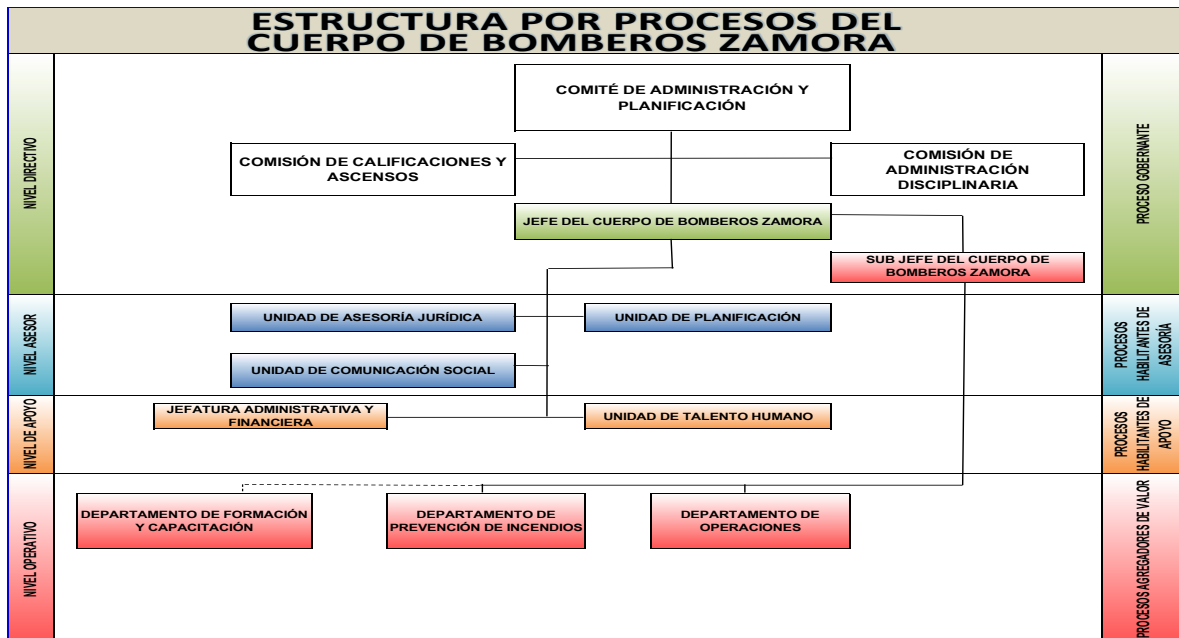 ESTRUCTURA POR PROCESOS DEL
CUERPO DE BOMBEROS ZAMORA
NIVEL DIRECTIVO
COMITÉ DE ADMINISTRACIÓN Y
PLANIFICACIÓN
COMISIÓN DE CALIFICACIONES Y
ASCENSOS
COMISIÓN DE
ADMINISTRACIÓN
DISCIPLINARIA
JEFE DEL CUERPO DE BOMBEROS ZAMORA
SUB JEFE DEL CUERPO DE
BOMBEROS ZAMORA
PROCESO GOBERNANTE
NIVEL ASESOR
UNIDAD DE ASESORÍA JURÍDICA
UNIDAD DE PLANIFICACIÓN
UNIDAD DE COMUNICACIÓN SOCIAL
PROCESOS
HABILITANTES DE
ASESORÍA
NIVEL DE APOYO
JEFATURA ADMINISTRATIVA Y
FINANCIERA
UNIDAD DE TALENTO HUMANO
PROCESOS
HABILITANTES DE
APOYO
NIVEL OPERATIVO
DEPARTAMENTO DE FORMACIÓN
Y CAPACITACIÓN
DEPARTAMENTO DE
PREVENCIÓN DE INCENDIOS
DEPARTAMENTO DE
OPERACIONES
PROCESOS AGREGADORES DE VALOR